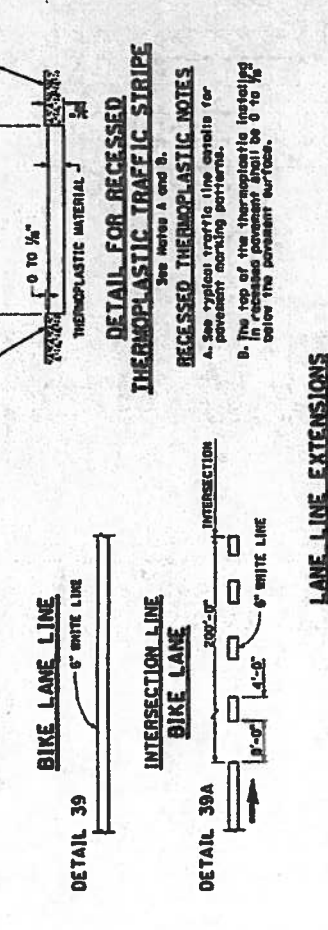 BIKE LANE LINE
DETAIL 39
6" WHITE LINE
INTERSECTION LINE
BIKE LANE
DETAIL 39A
200'-0"
INTERSECTION
4'-0"
6" WHITE LINE
LANE LINE EXTENSIONS
0 TO 1/8"
THERMOPLASTIC MATERIAL
DETAIL FOR RECESSED
THERMOPLASTIC TRAFFIC STRIPE
See Notes A and B.
RECESSED THERMOPLASTIC NOTES
A. See typical traffic line details for
pavement marking patterns.
B. The top of the thermoplastic installed
in recessed pavement shall be 0 to 1/8"
below the pavement surface.